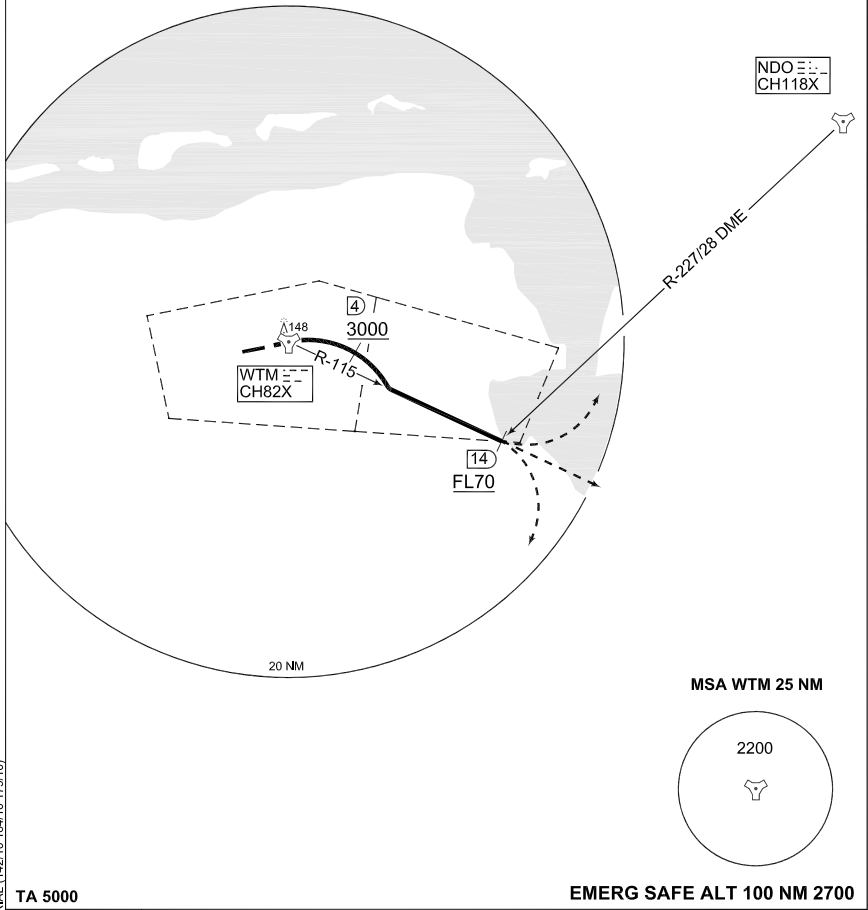 NDO
CH118X
R-227/28 DME
4
3000
148
R-115
WTM
CH82X
14
FL70
20 NM
MSA WTM 25 NM
2200
TA 5000
EMERG SAFE ALT 100 NM 2700